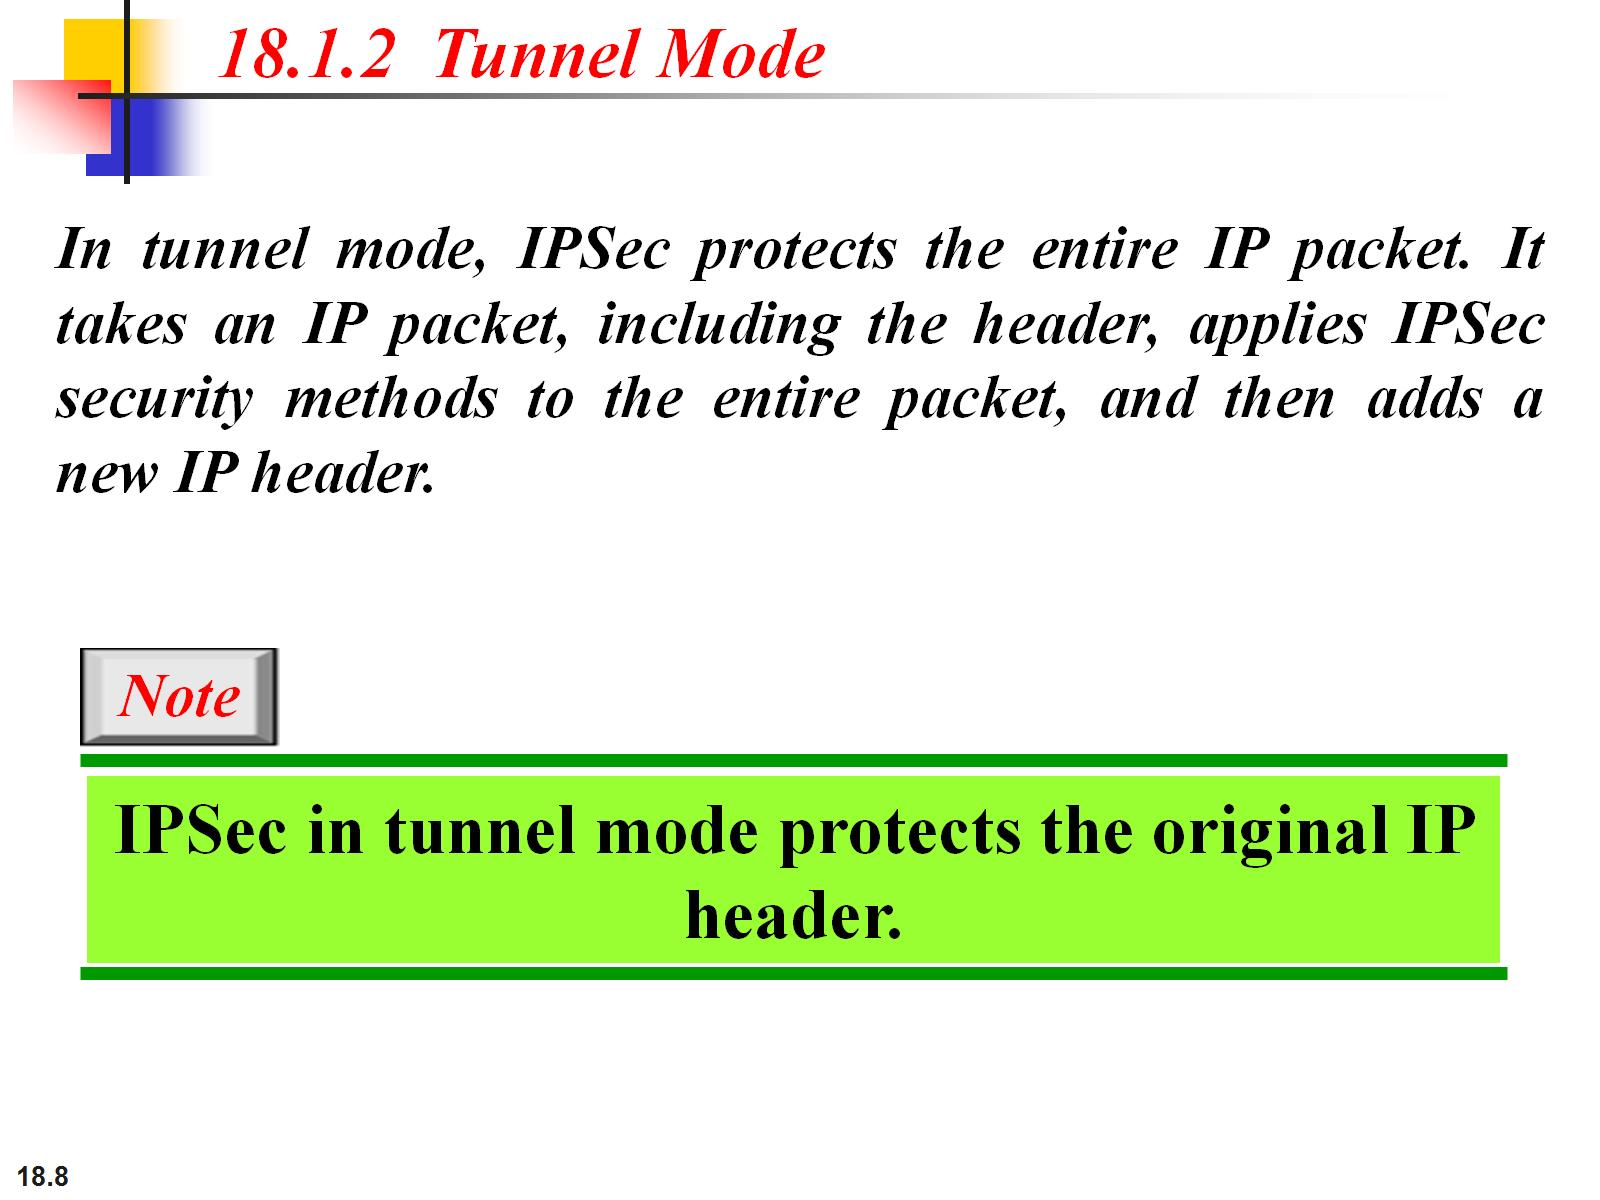 18.1.2 Tunnel Mode
In tunnel mode, IPSec protects the entire IP packet. It
takes an IP packet, including the header, applies IPSec
security methods to the entire packet, and then adds a
new IP header.
Note
IPSec in tunnel mode protects the original IP
header.
18.8